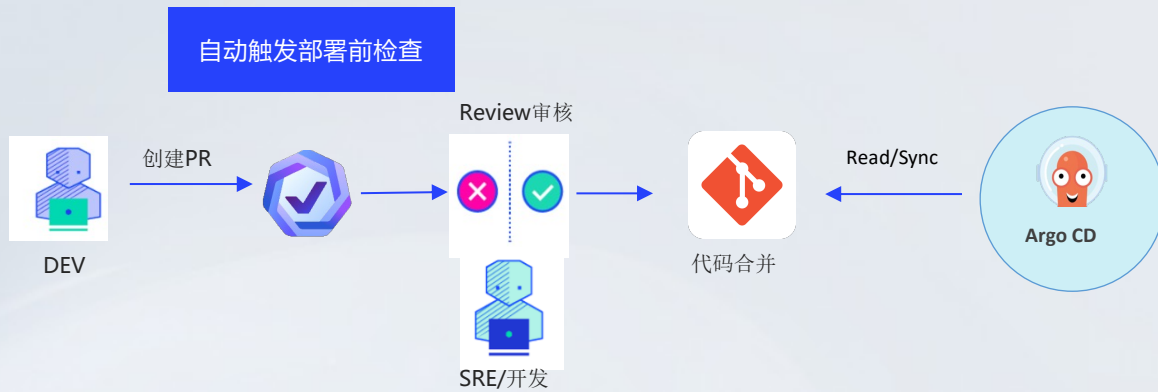 自动触发部署前检查
Review审核
创建PR
Read/Sync
Argo CD
DEV
代码合并
SRE/开发